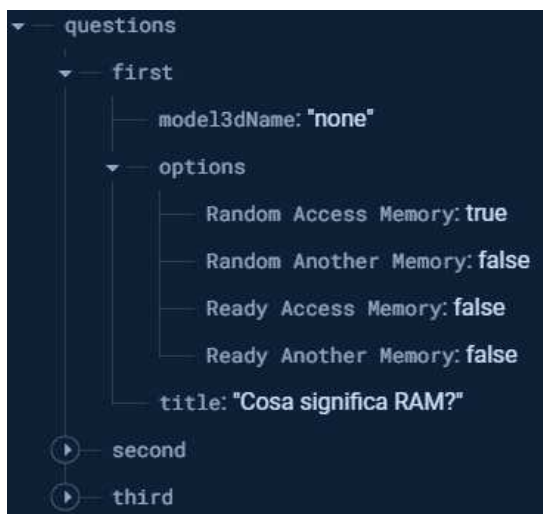 questions
first
model3dName: "none"
options
Random Access Memory: true
Random Another Memory: false
Ready Access Memory: false
Ready Another Memory: false
title: "Cosa significa RAM?"
second
third